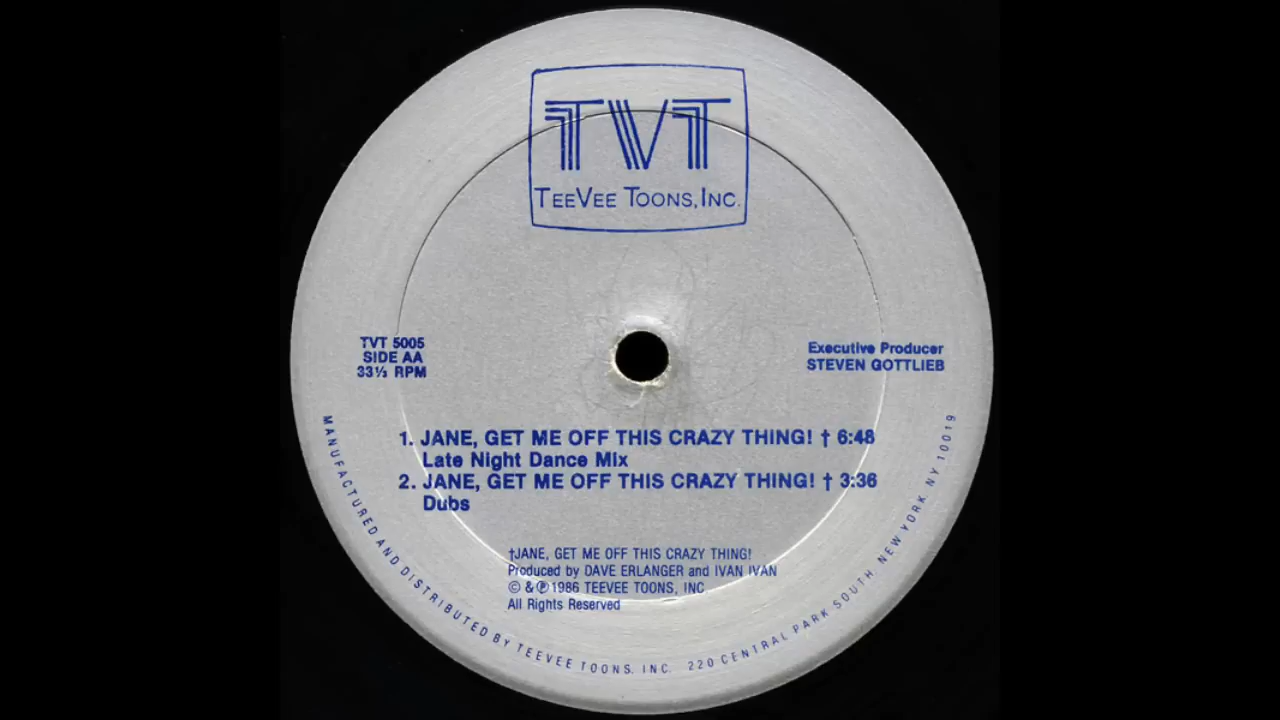 TVT
TEEVEE TOONS, INC.
TVT 5005
SIDE AA
33⅓ RPM
Executive Producer
STEVEN GOTTLIEB
1. JANE, GET ME OFF THIS CRAZY THING! † 6:48
Late Night Dance Mix
2. JANE, GET ME OFF THIS CRAZY THING! † 3:36
Dubs
†JANE, GET ME OFF THIS CRAZY THING!
Produced by DAVE ERLANGER and IVAN IVAN
© & ℗ 1986 TEEVEE TOONS, INC
All Rights Reserved
MANUFACTURED AND DISTRIBUTED BY TEEVEE TOONS. INC. 220 CENTRAL PARK SOUTH, NEW YORK, NY 10019